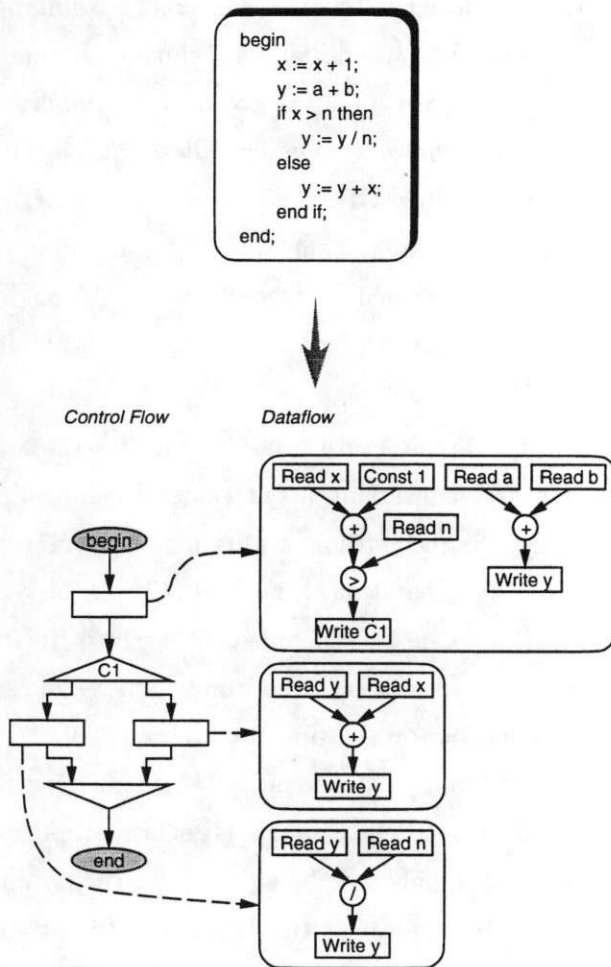 begin
x := x + 1;
y := a + b;
if x > n then
y := y / n;
else
y := y + x;
end if;
end;
Control Flow
Dataflow
Read x Const 1 Read a Read b
+ Read n +
begin
>
Write y
Write C1
C1
Read y Read x
+
Write y
Read y Read n
end
/
Write y